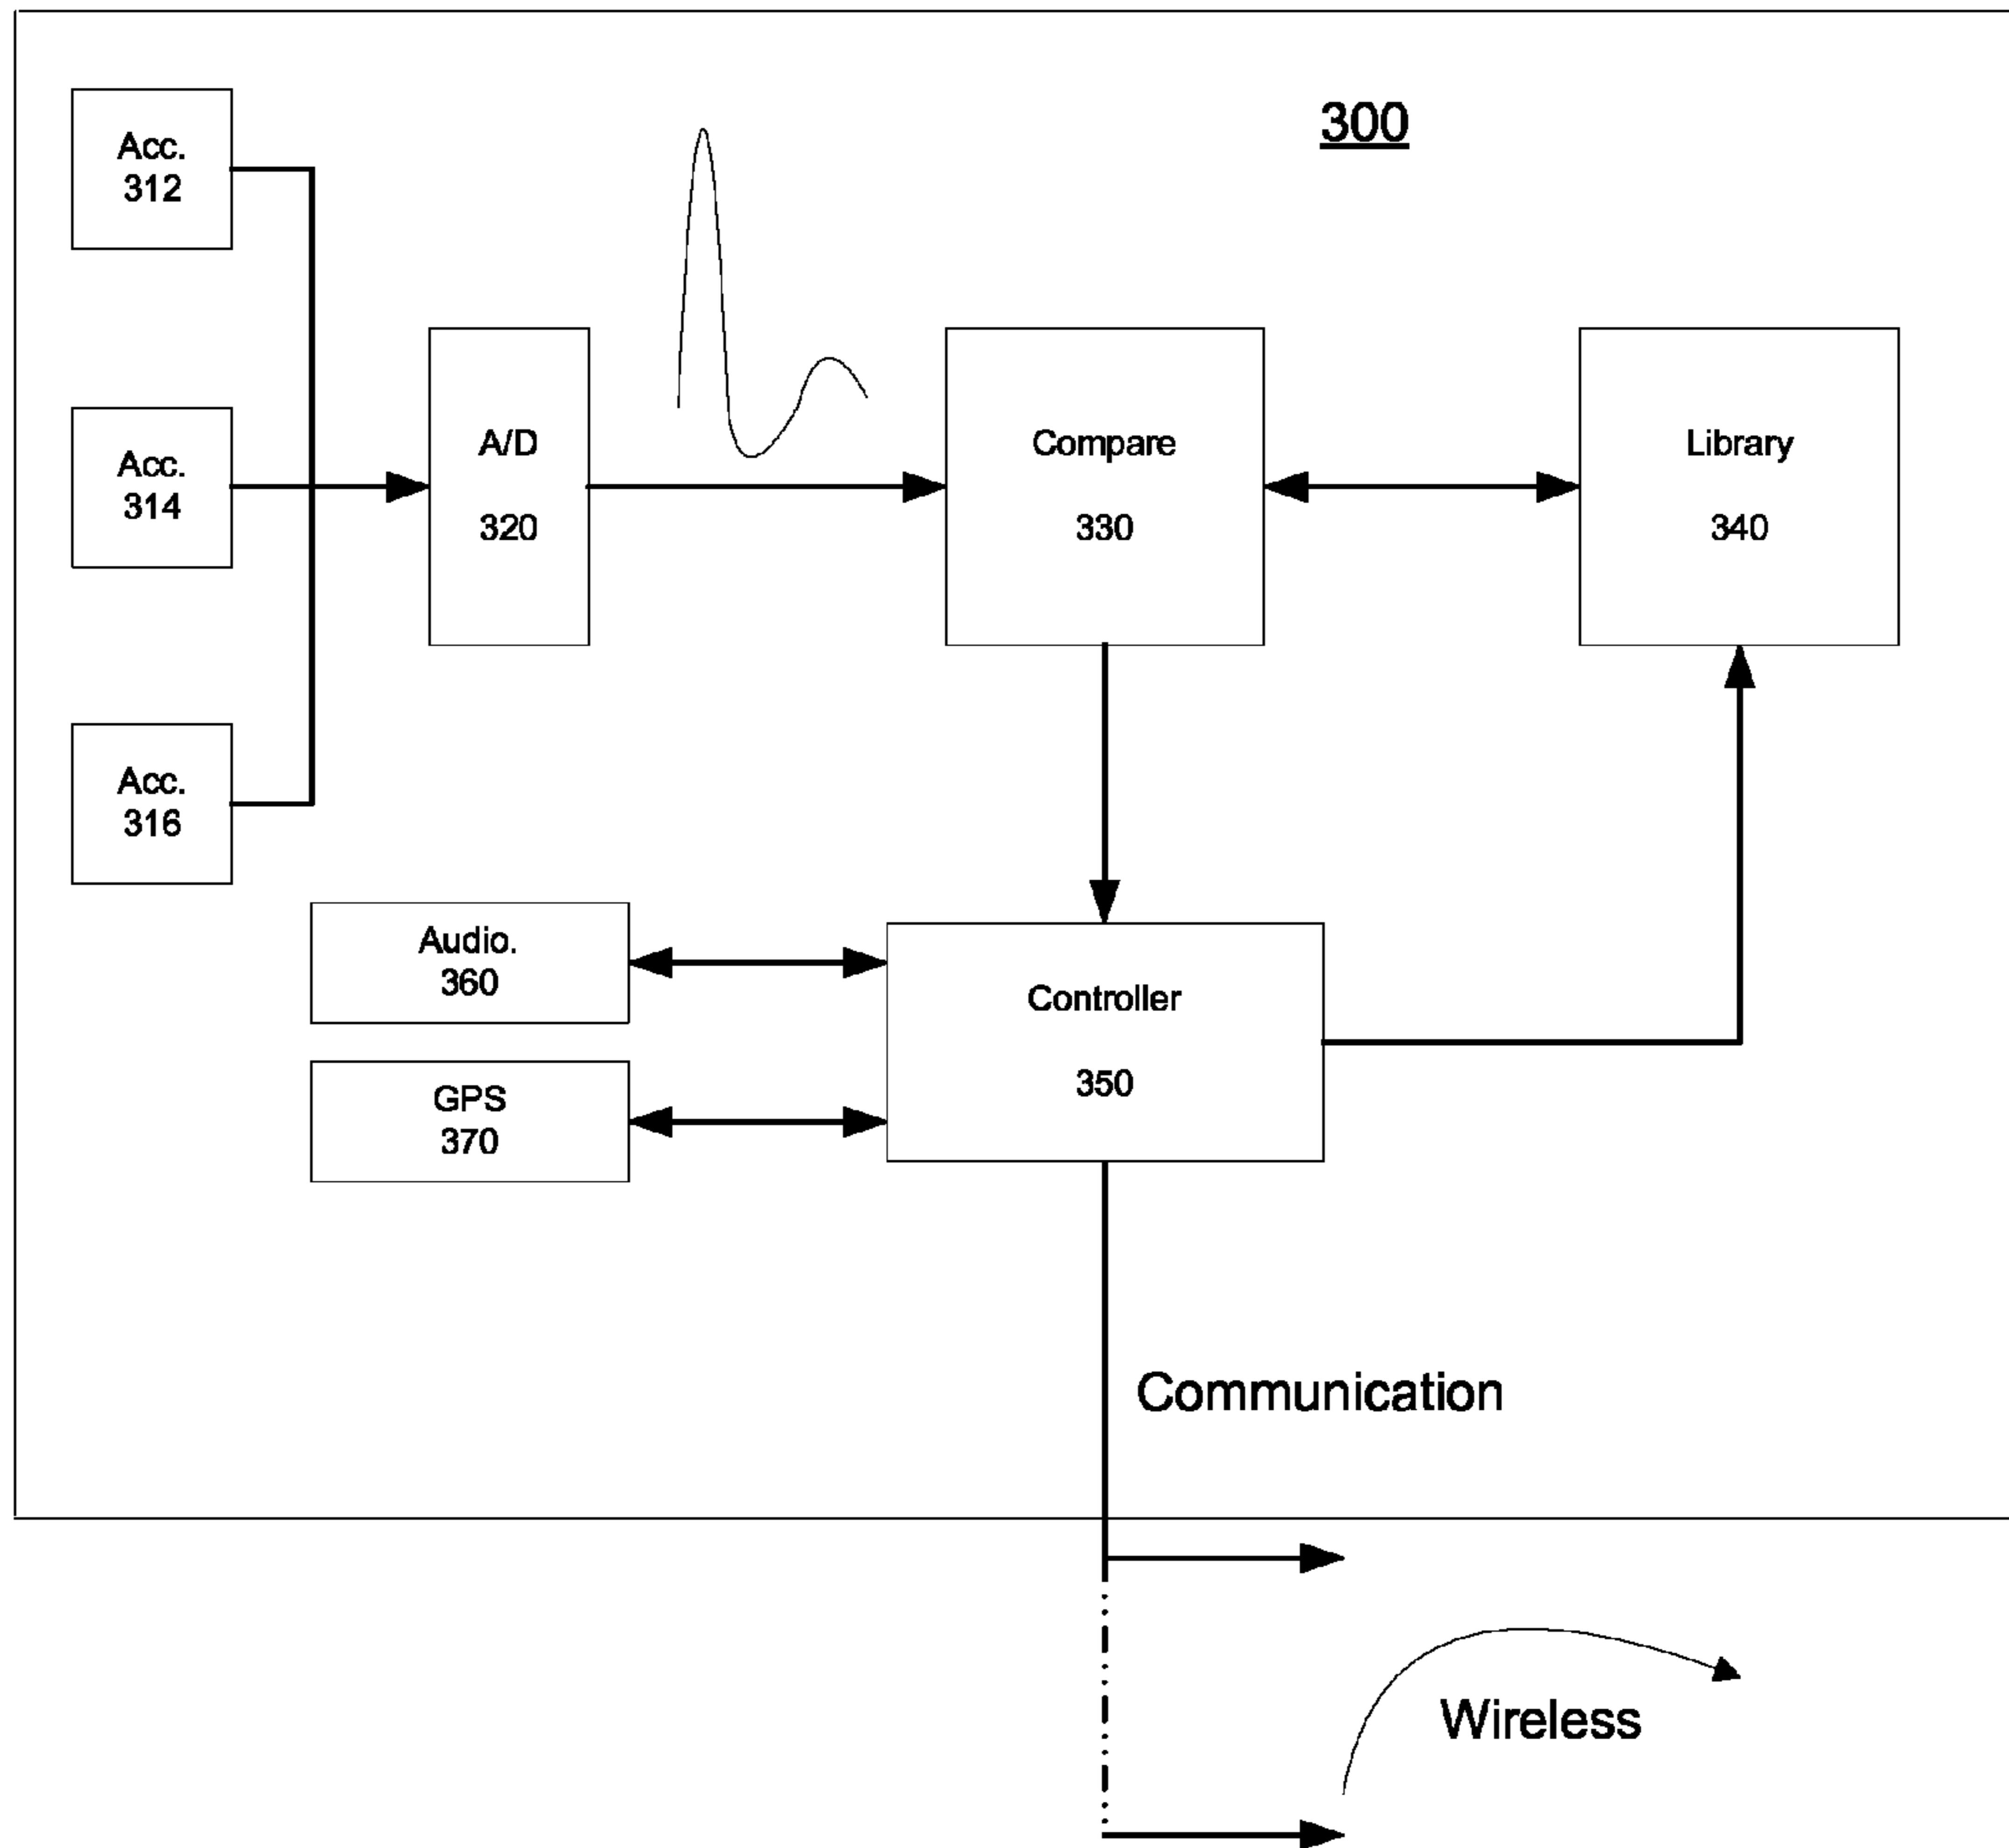 300
Acc.
312
Acc.
314
Acc.
316
A/D
320
Compare
330
Library
340
Audio.
360
GPS
370
Controller
350
Communication
Wireless